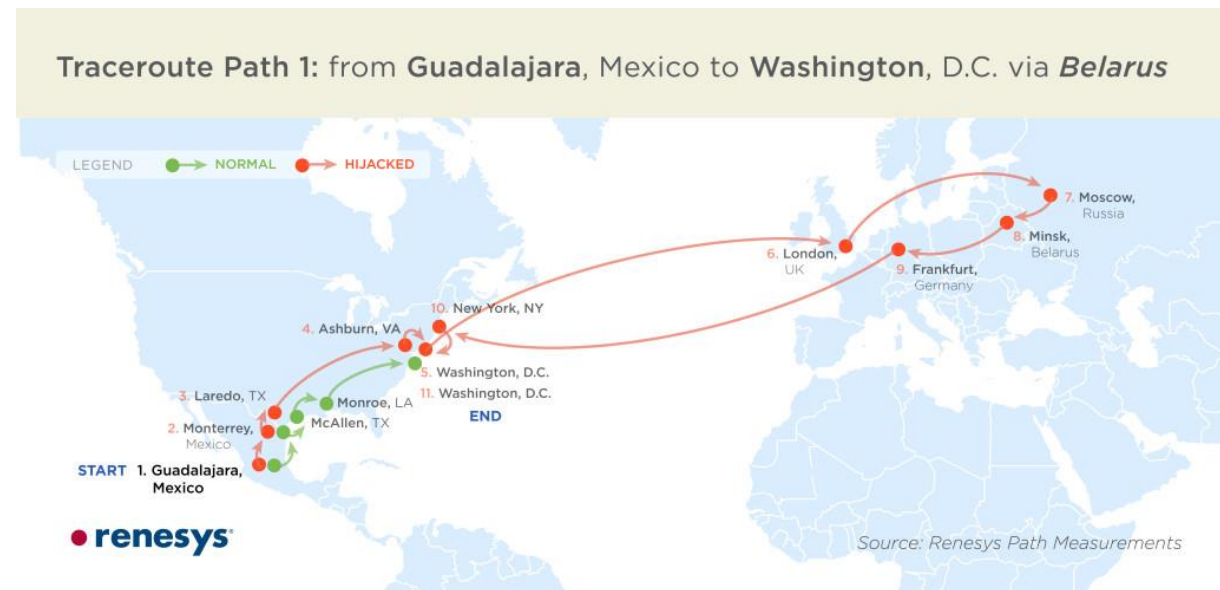 Traceroute Path 1: from Guadalajara, Mexico to Washington, D.C. via Belarus
LEGEND NORMAL HIJACKED
7. Moscow,
Russia
8. Minsk,
Belarus
6. London,
UK
9. Frankfurt,
Germany
10. New York, NY
4. Ashburn, VA
5. Washington, D.C.
11. Washington, D.C.
END
3. Laredo, TX
Monroe, LA
McAllen, TX
2. Monterrey,
Mexico
START 1. Guadalajara,
Mexico
renesys
Source: Renesys Path Measurements